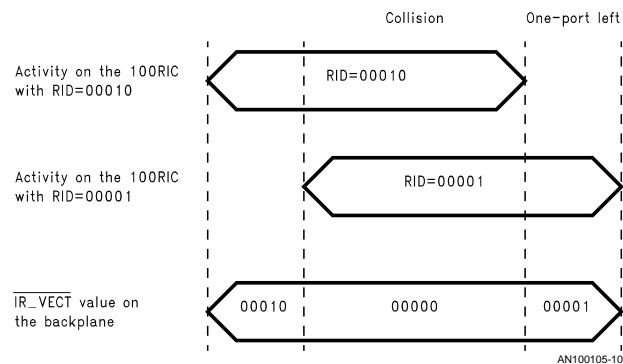 Collision One-port left
Activity on the 100RIC
with RID=00010
RID=00010
Activity on the 100RIC
with RID=00001
RID=00001
IR_VECT value on
the backplane
00010 00000 00001
AN100105-10